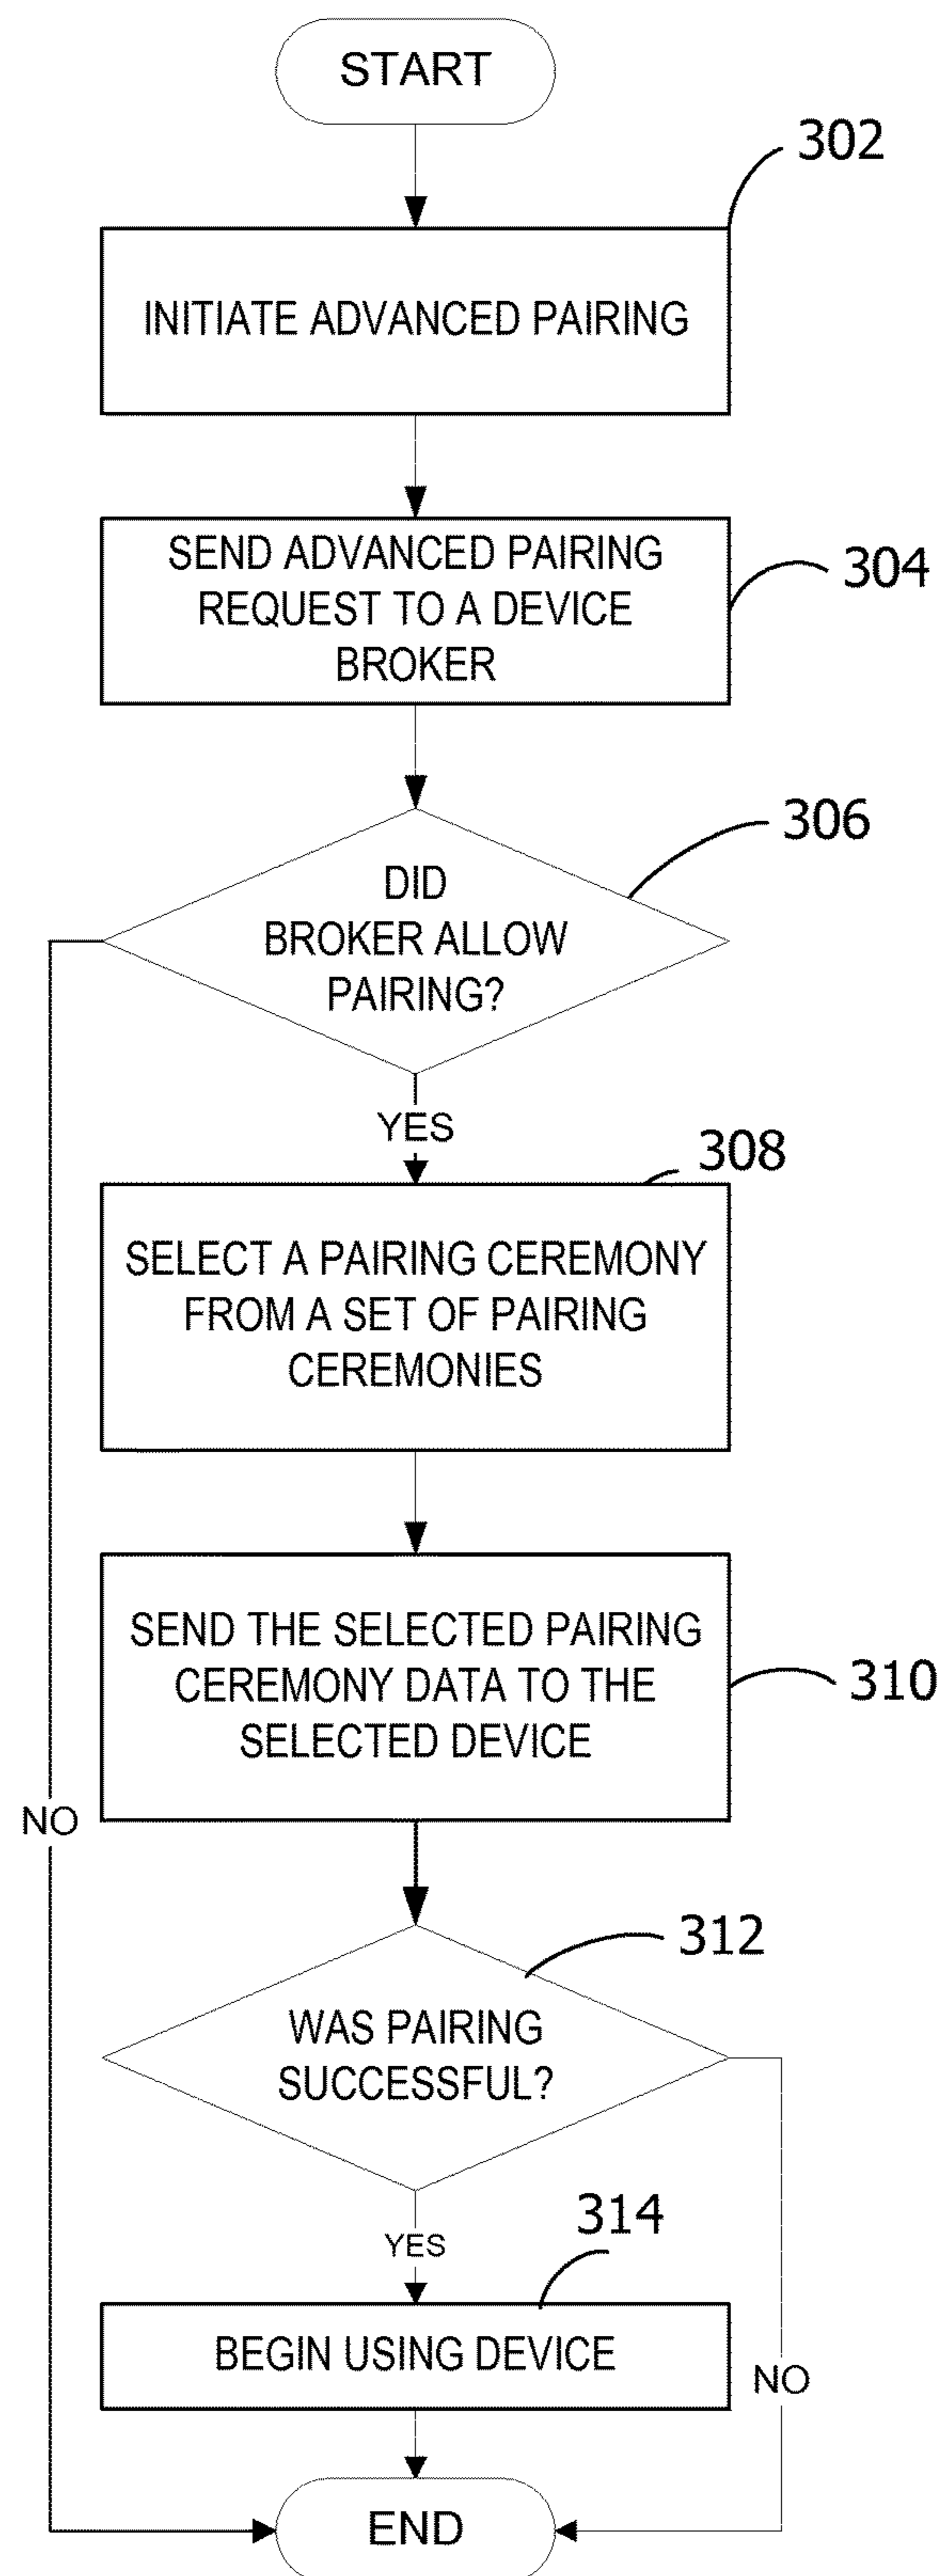 START
302
INITIATE ADVANCED PAIRING
SEND ADVANCED PAIRING
REQUEST TO A DEVICE
BROKER
304
306
DID
BROKER ALLOW
PAIRING?
YES
308
SELECT A PAIRING CEREMONY
FROM A SET OF PAIRING
CEREMONIES
SEND THE SELECTED PAIRING
CEREMONY DATA TO THE
SELECTED DEVICE
310
NO
312
WAS PAIRING
SUCCESSFUL?
314
YES
BEGIN USING DEVICE
NO
END